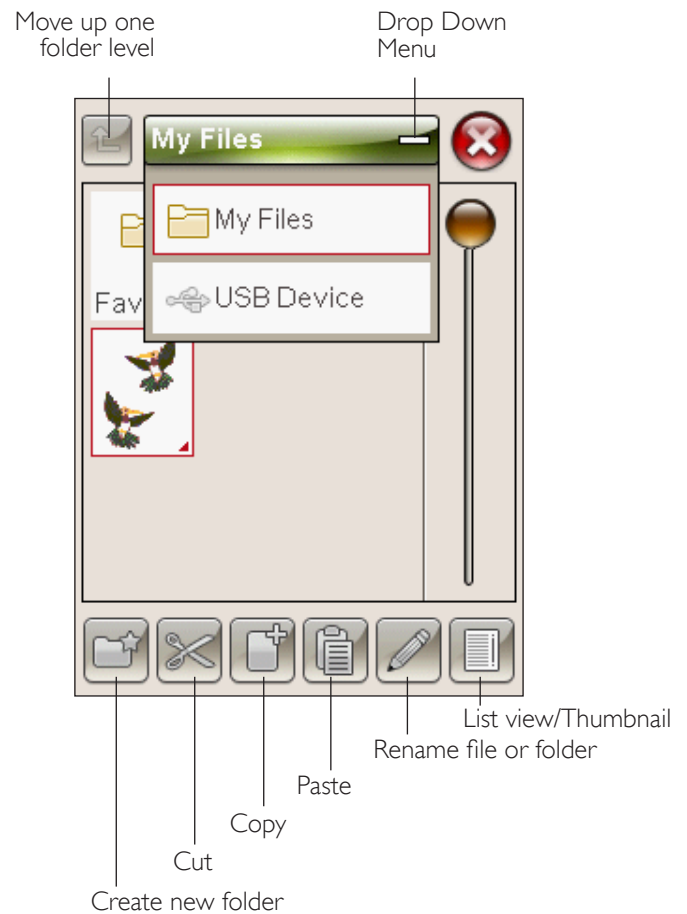 Move up one
folder level
Drop Down
Menu
My Files
My Files
USB Device
Fav
List view/Thumbnail
Rename file or folder
Paste
Copy
Cut
Create new folder